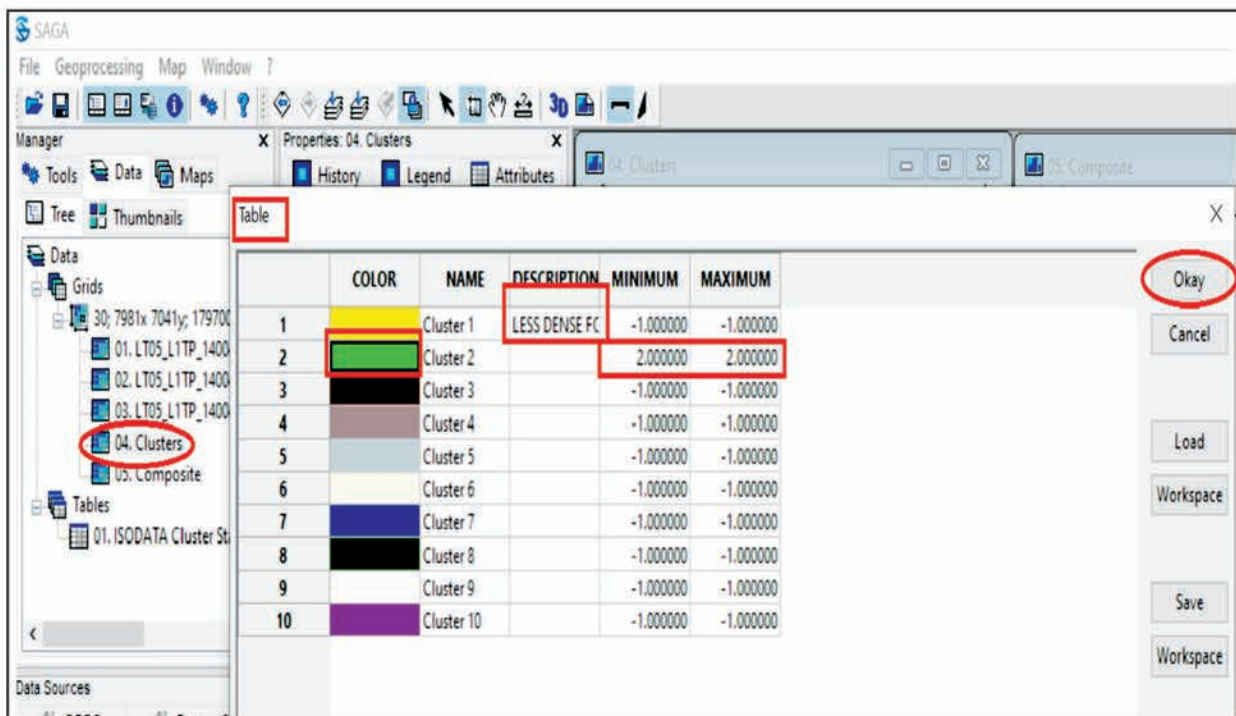 SAGA
File Geoprocessing Map Window ?
Manager X
Tools Data Maps
Tree Thumbnails
Data
Grids
30; 7981x 7041y; 179700
01. LT05_L1TP_1400
02. LT05_L1TP_1400
03. LT05_L1TP_1400
04. Clusters
05. Composite
Tables
01. ISODATA Cluster St
Data Sources
Properties: 04. Clusters X
History Legend Attributes
04. Clusters
05. Composite
Table X
COLOR NAME DESCRIPTION MINIMUM MAXIMUM
1 Cluster 1 LESS DENSE FC -1.000000 -1.000000
2 Cluster 2 2.000000 2.000000
3 Cluster 3 -1.000000 -1.000000
4 Cluster 4 -1.000000 -1.000000
5 Cluster 5 -1.000000 -1.000000
6 Cluster 6 -1.000000 -1.000000
7 Cluster 7 -1.000000 -1.000000
8 Cluster 8 -1.000000 -1.000000
9 Cluster 9 -1.000000 -1.000000
10 Cluster 10 -1.000000 -1.000000
Okay
Cancel
Load
Workspace
Save
Workspace